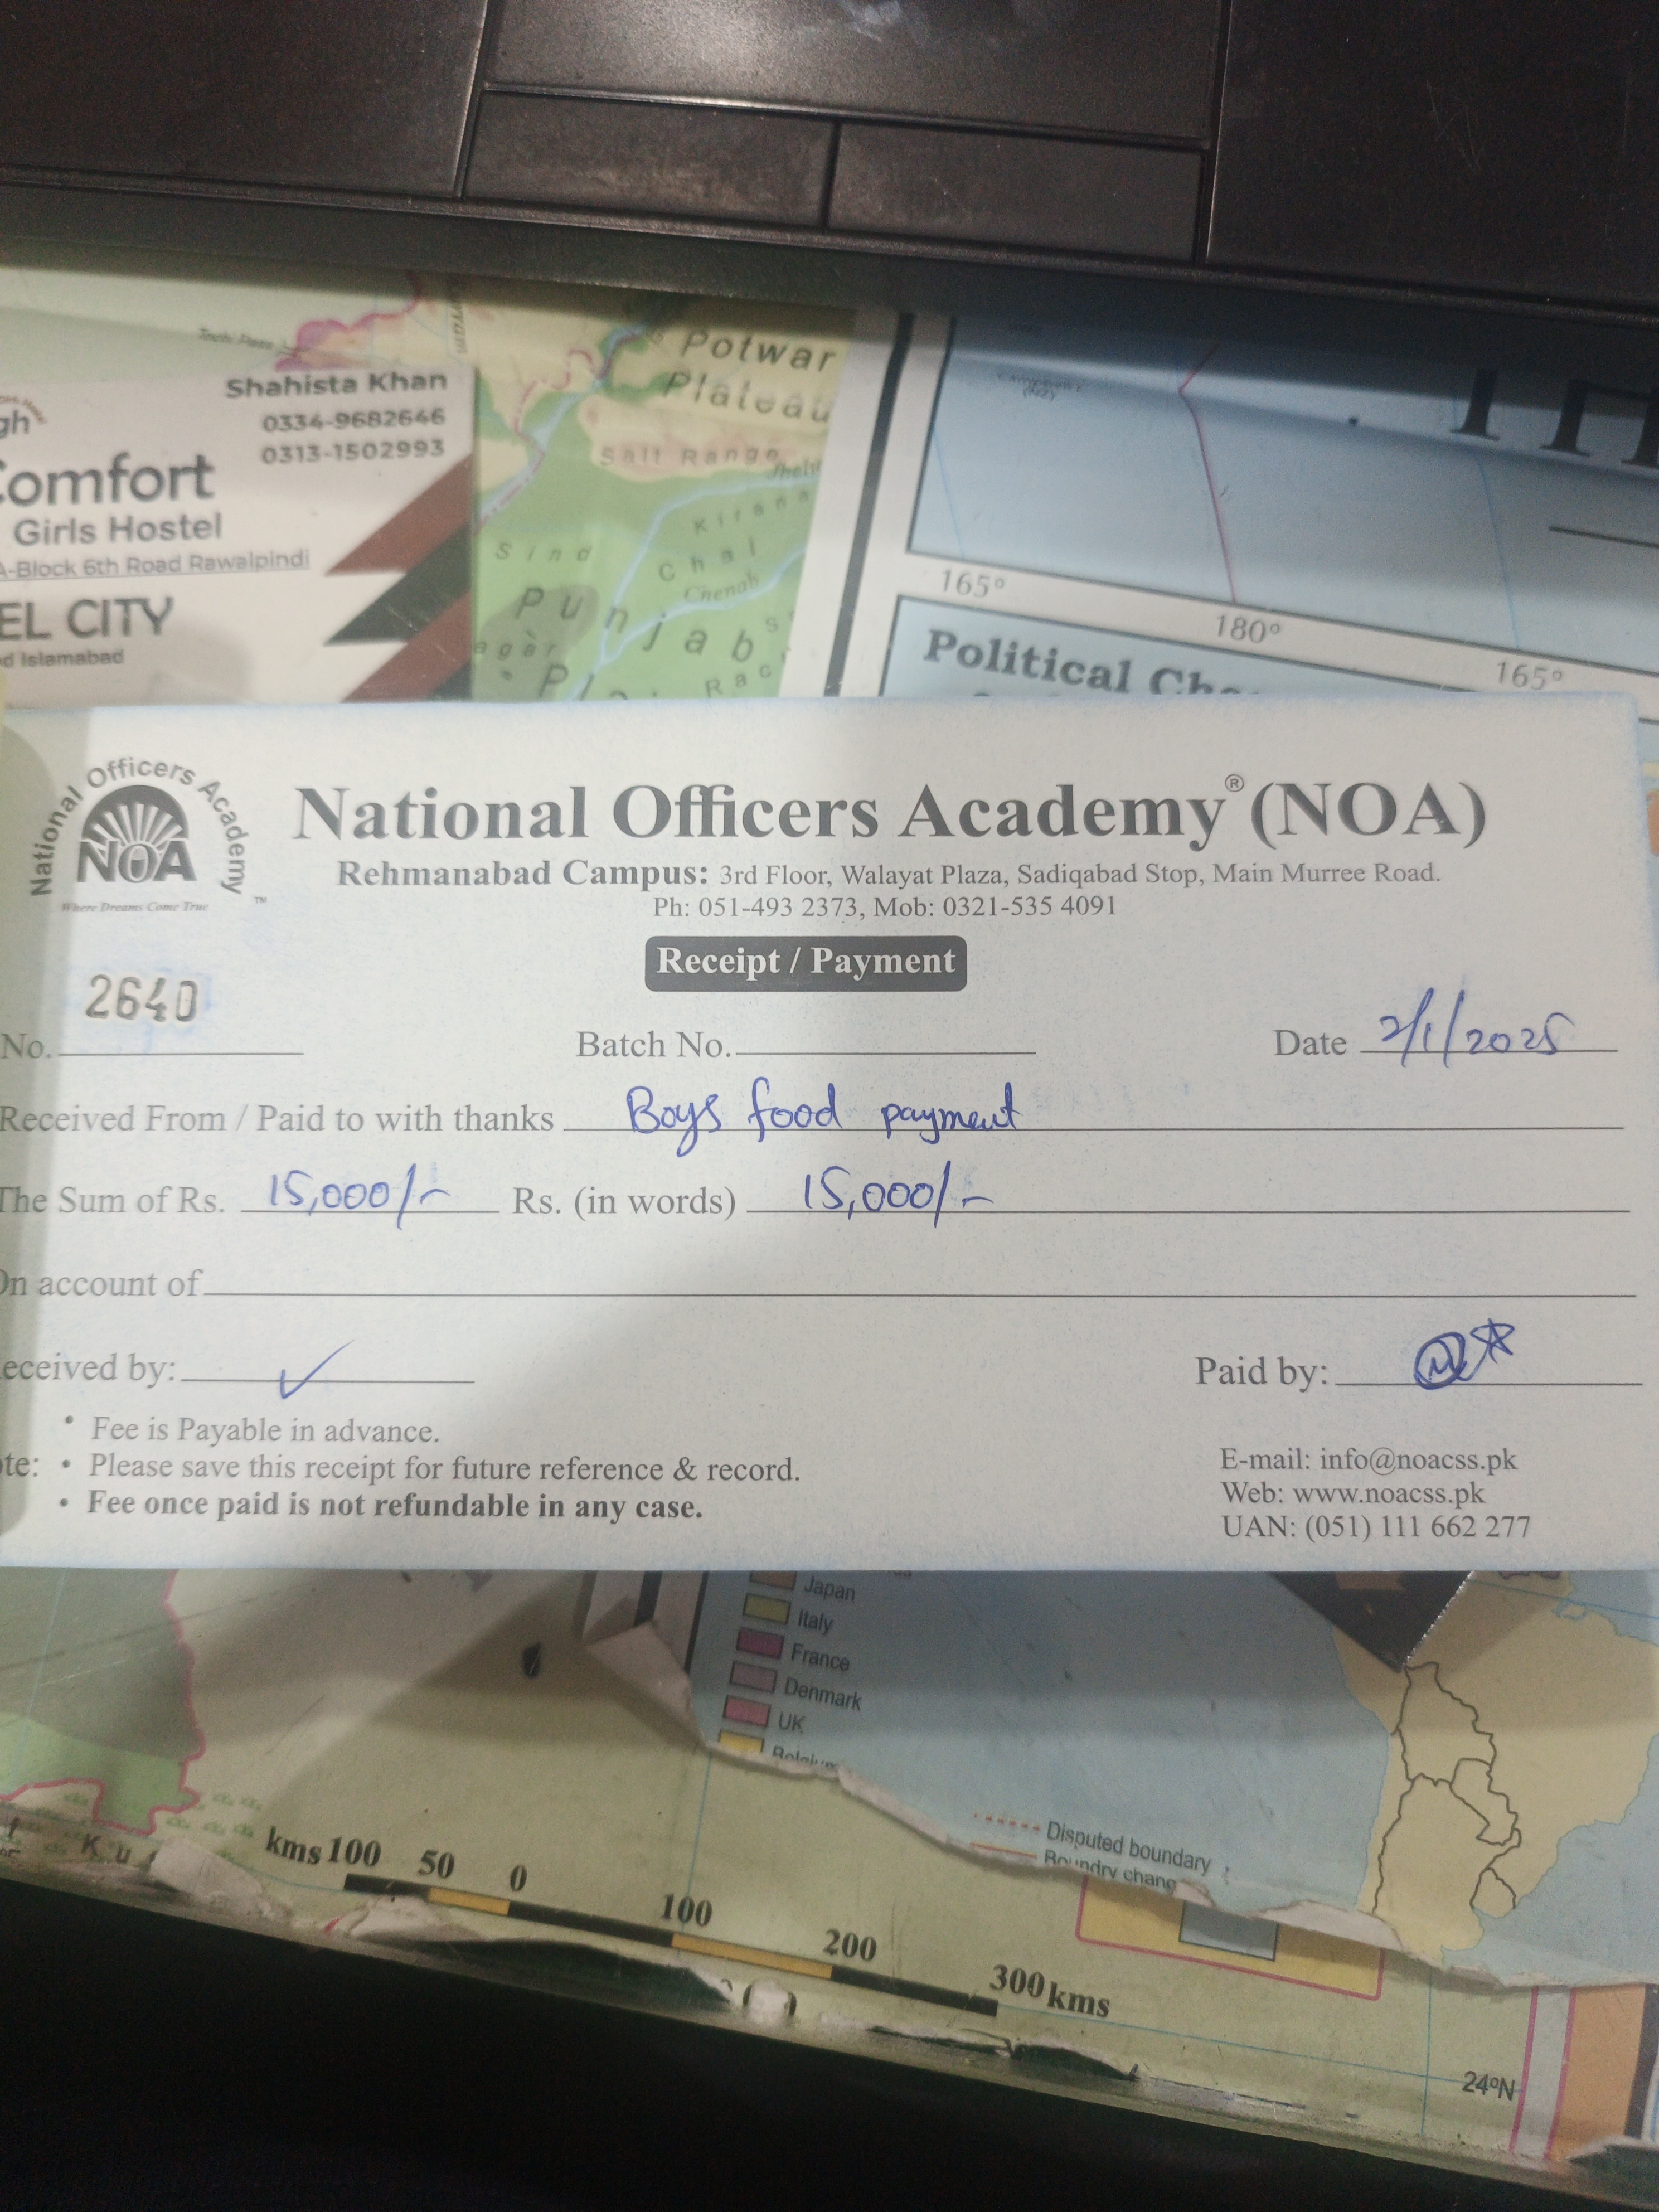 Shahista Khan
0334-9682646
0313-1502993
Comfort
Girls Hostel
A-Block 6th Road Rawalpindi
EL CITY
d Islamabad
Potwar
Plateau
Salt Range
Sind
Chenab
Punjab
165° 180° 165°
Political
National Officers Academy
NOA
Where Dreams Come True
National Officers Academy® (NOA)
Rehmanabad Campus: 3rd Floor, Walayat Plaza, Sadiqabad Stop, Main Murree Road.
Ph: 051-493 2373, Mob: 0321-535 4091
Receipt / Payment
2640
No. Batch No. Date 2/1/2025
Received From / Paid to with thanks Boys food payment
The Sum of Rs. 15,000/- Rs. (in words) 15,000/-
On account of
eceived by: Paid by:
• Fee is Payable in advance.
te: • Please save this receipt for future reference & record.
• Fee once paid is not refundable in any case.
E-mail: info@noacss.pk
Web: www.noacss.pk
UAN: (051) 111 662 277
Japan
Italy
France
Denmark
UK
Disputed boundary
kms 100 50 0 100 200 300 kms
24°N